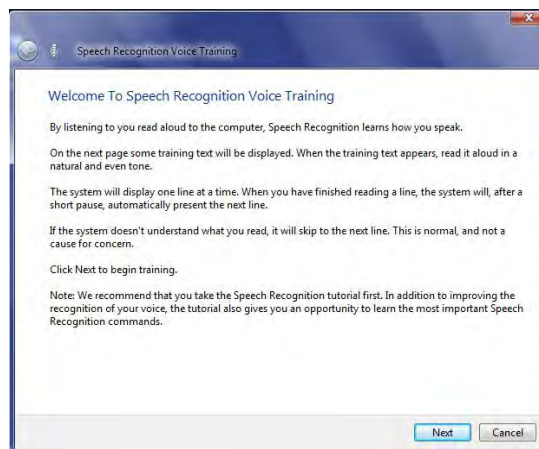 Speech Recognition Voice Training
Welcome To Speech Recognition Voice Training
By listening to you read aloud to the computer, Speech Recognition learns how you speak.
On the next page some training text will be displayed. When the training text appears, read it aloud in a
natural and even tone.
The system will display one line at a time. When you have finished reading a line, the system will, after a
short pause, automatically present the next line.
If the system doesn't understand what you read, it will skip to the next line. This is normal, and not a
cause for concern.
Click Next to begin training.
Note: We recommend that you take the Speech Recognition tutorial first. In addition to improving the
recognition of your voice, the tutorial also gives you an opportunity to learn the most important Speech
Recognition commands.
Next Cancel